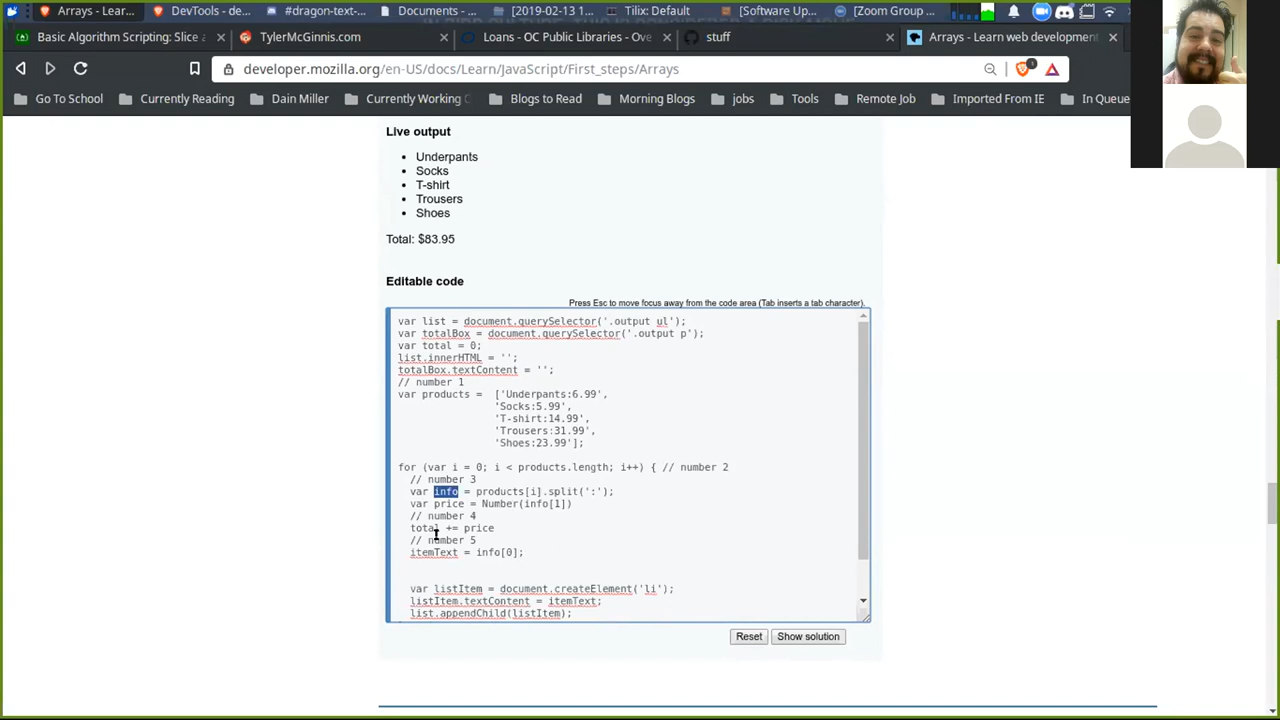 Arrays - Lear...
DevTools - de...
#dragon-text-...
Documents - ...
[2019-02-13 1...
Tilix: Default
[Software Up...
[Zoom Group ...
Basic Algorithm Scripting: Slice a
TylerMcGinnis.com
Loans - OC Public Libraries - Ove
stuff
Arrays - Learn web development
developer.mozilla.org/en-US/docs/Learn/JavaScript/First_steps/Arrays
1
Go To School
Currently Reading
Dain Miller
Currently Working
Blogs to Read
Morning Blogs
jobs
Tools
Remote Job
Imported From IE
In Queue
Live output
• Underpants
• Socks
• T-shirt
• Trousers
• Shoes
Total: $83.95
Editable code
Press Esc to move focus away from the code area (Tab inserts a tab character).
var list = document.querySelector('.output ul');
var totalBox = document.querySelector('.output p');
var total = 0;
list.innerHTML = '';
totalBox.textContent = '';
// number 1
var products = ['Underpants:6.99',
'Socks:5.99',
'T-shirt:14.99',
'Trousers:31.99',
'Shoes:23.99'];
for (var i = 0; i < products.length; i++) { // number 2
// number 3
var info = products[i].split(':');
var price = Number(info[1])
// number 4
total += price
// number 5
itemText = info[0];
var listItem = document.createElement('li');
listItem.textContent = itemText;
list.appendChild(listItem);
Reset
Show solution